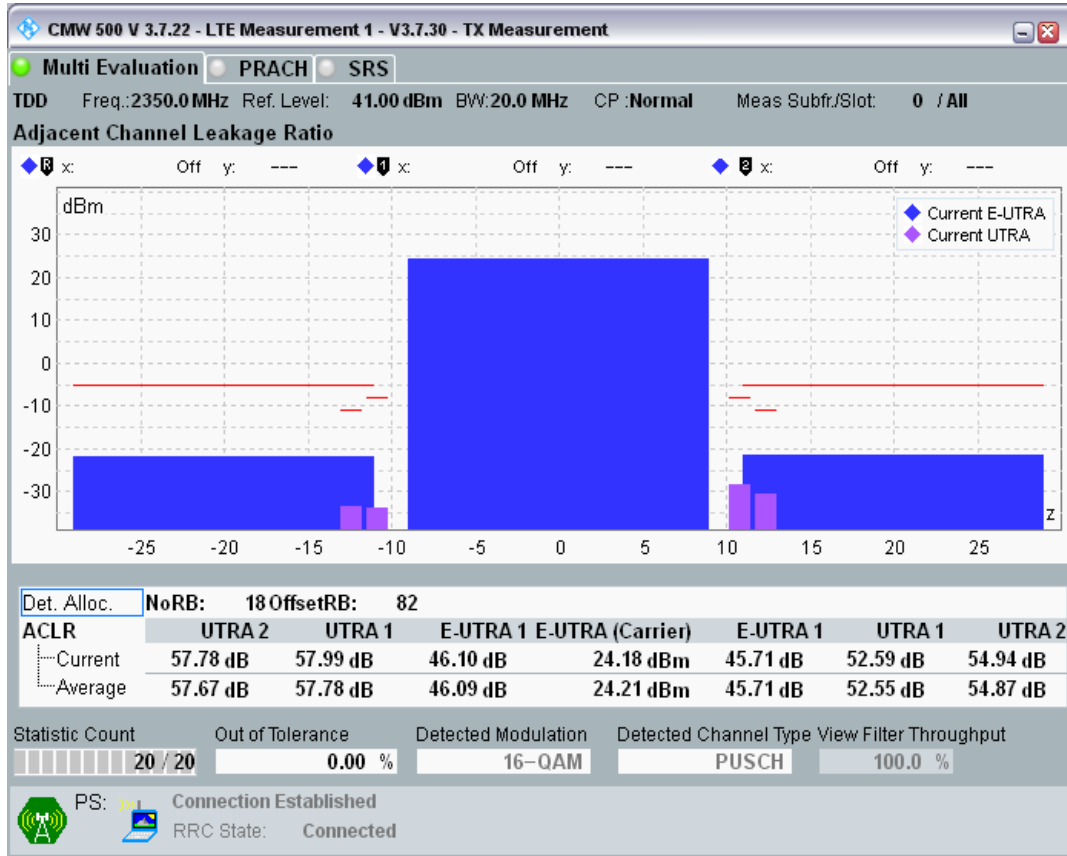 CMW 500 V 3.7.22 - LTE Measurement 1 - V3.7.30 - TX Measurement
Multi Evaluation PRACH SRS
TDD Freq.:2350.0 MHz Ref. Level: 41.00 dBm BW:20.0 MHz CP :Normal Meas Subfr./Slot: 0 / All
Adjacent Channel Leakage Ratio
R x: Off y: --- 1 x: Off y: --- 2 x: Off y: ---
dBm
Current E-UTRA
Current UTRA
30
20
10
0
-10
-20
-30
z
-25 -20 -15 -10 -5 0 5 10 15 20 25
Det. Alloc. NoRB: 18 OffsetRB: 82
ACLR UTRA 2 UTRA 1 E-UTRA 1 E-UTRA (Carrier) E-UTRA 1 UTRA 1 UTRA 2
Current 57.78 dB 57.99 dB 46.10 dB 24.18 dBm 45.71 dB 52.59 dB 54.94 dB
Average 57.67 dB 57.78 dB 46.09 dB 24.21 dBm 45.71 dB 52.55 dB 54.87 dB
Statistic Count Out of Tolerance Detected Modulation Detected Channel Type View Filter Throughput
20 / 20 0.00 % 16-QAM PUSCH 100.0 %
PS: Connection Established
RRC State: Connected